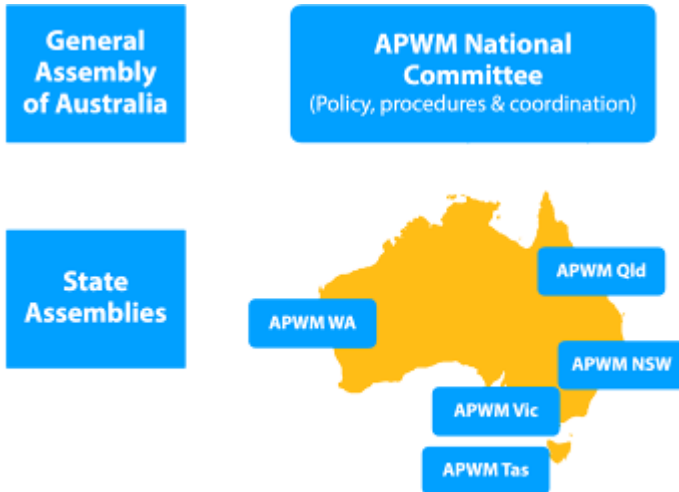 General
Assembly
of Australia
APWM National
Committee
(Policy, procedures & coordination)
State
Assemblies
APWM Qld
APWM WA
APWM NSW
APWM Vic
APWM Tas